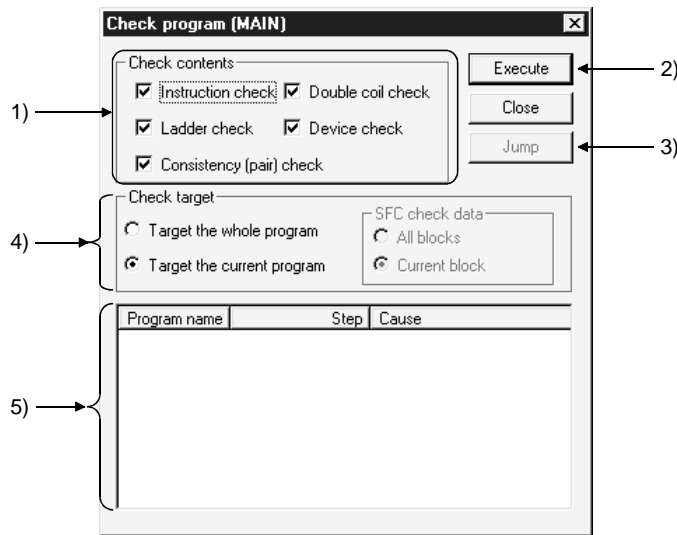 Check program (MAIN)
Check contents
Execute
2)
Instruction check
Double coil check
1)
Close
Ladder check
Device check
Jump
3)
Consistency (pair) check
Check target
SFC check data
4)
Target the whole program
All blocks
Target the current program
Current block
Program name
Step
Cause
5)